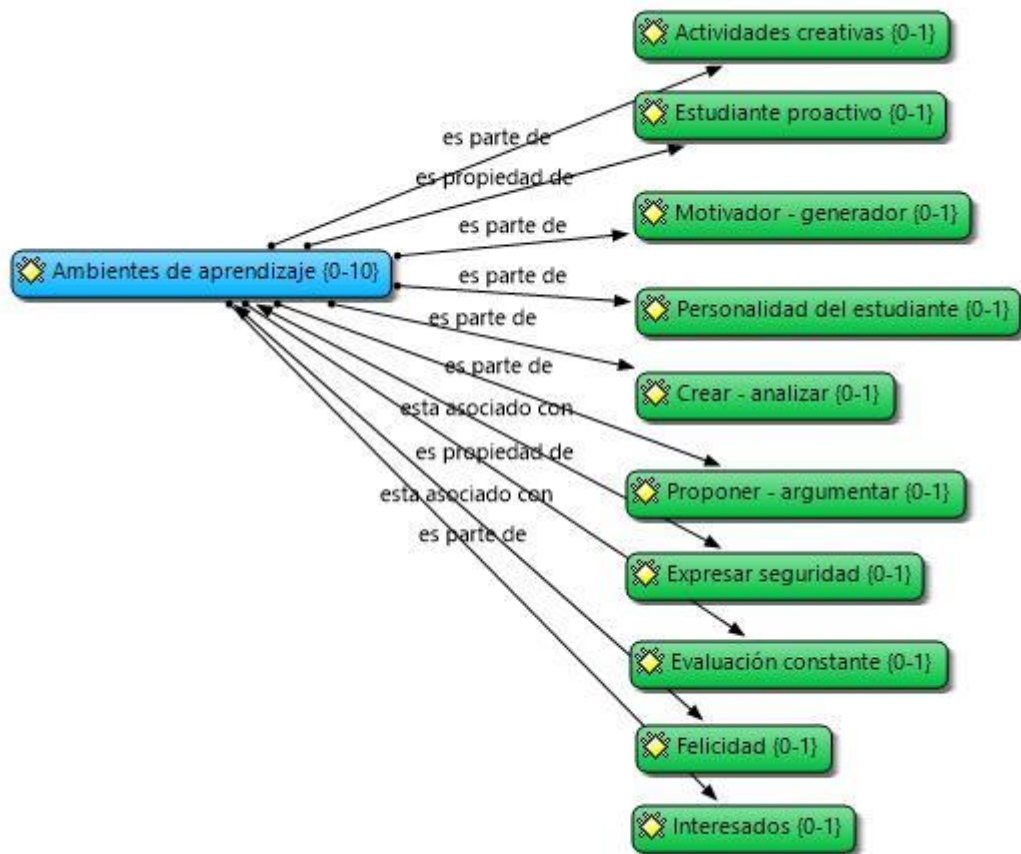 Actividades creativas {0-1}
Estudiante proactivo {0-1}
es parte de
es propiedad de
Motivador - generador {0-1}
es parte de
Ambientes de aprendizaje {0-10}
es parte de
Personalidad del estudiante {0-1}
es parte de
es parte de
Crear - analizar {0-1}
esta asociado con
es propiedad de
Proponer - argumentar {0-1}
esta asociado con
es parte de
Expresar seguridad {0-1}
Evaluación constante {0-1}
Felicidad {0-1}
Interesados {0-1}